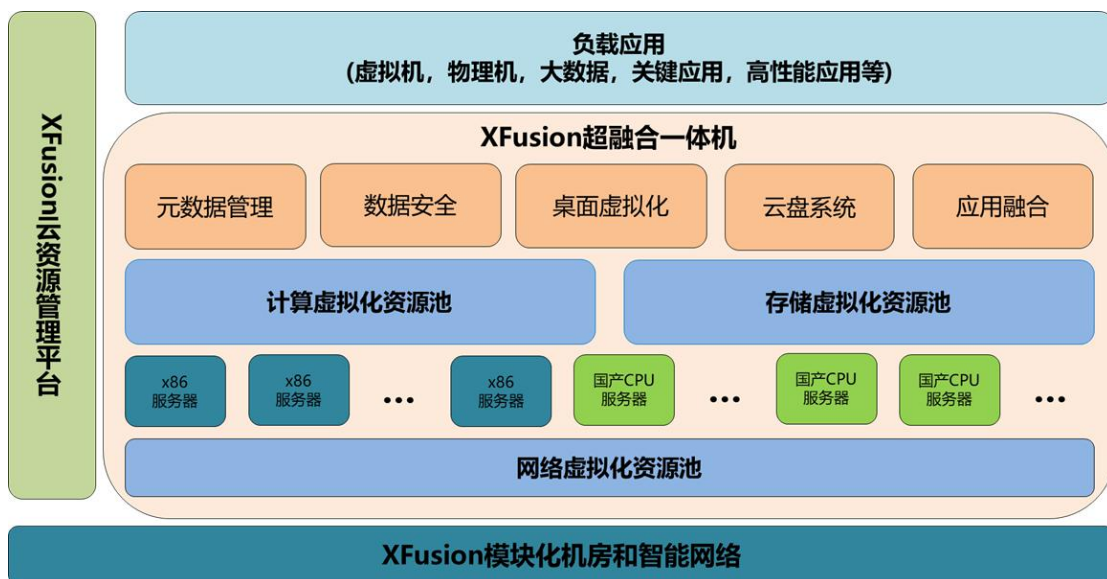 XFusion云资源管理平台
负载应用
(虚拟机，物理机，大数据，关键应用，高性能应用等)
XFusion超融合一体机
元数据管理
数据安全
桌面虚拟化
云盘系统
应用融合
计算虚拟化资源池
存储虚拟化资源池
x86
服务器
x86
服务器
...
x86
服务器
国产CPU
服务器
...
国产CPU
服务器
国产CPU
服务器
...
网络虚拟化资源池
XFusion模块化机房和智能网络